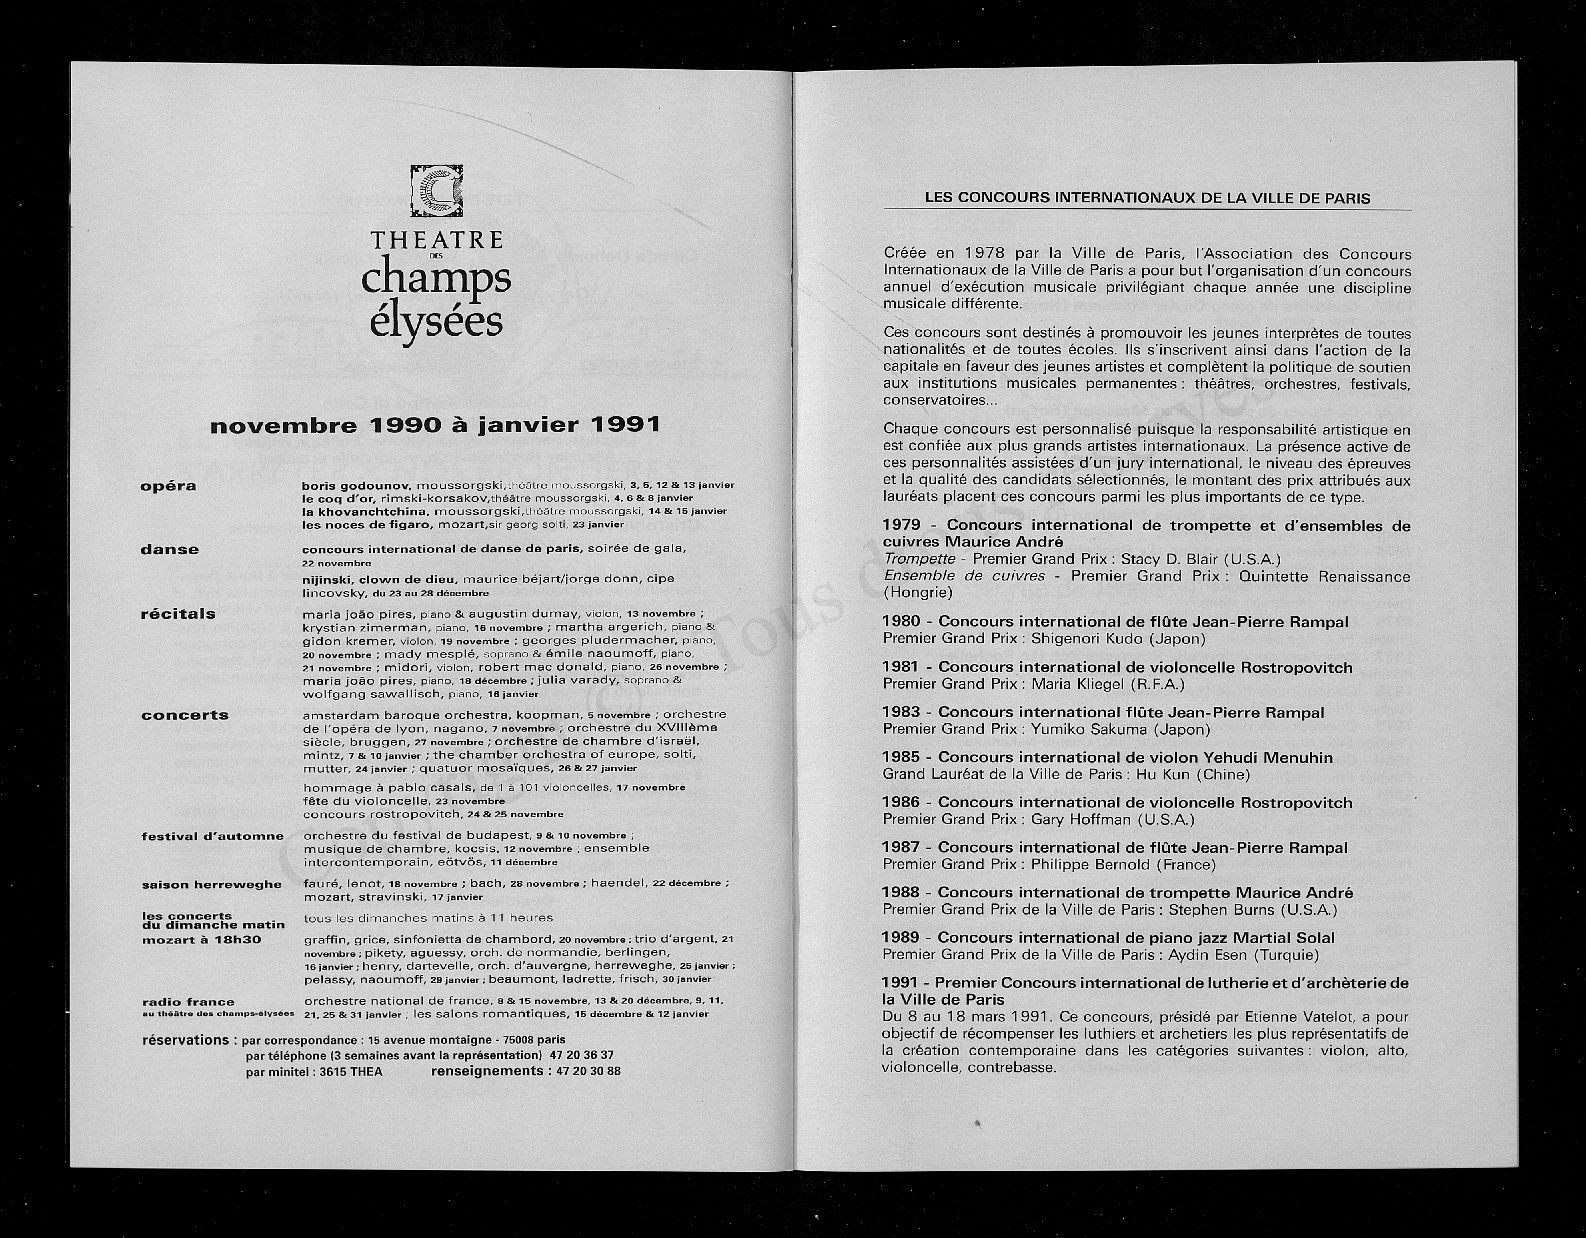 THEATRE
DES
champs
élysées
novembre 1990 à janvier 1991
opéra
boris godounov, moussorgski, théâtre moussorgski, 3, 5, 12 & 13 janvier
le coq d'or, rimski-korsakov, théâtre moussorgski, 4, 6 & 8 janvier
la khovanchtchina, moussorgski, théâtre moussorgski, 14 & 15 janvier
les noces de figaro, mozart, sir georg solti, 23 janvier
danse
concours international de danse de paris, soirée de gala,
22 novembre
nijinski, clown de dieu, maurice béjart/jorge donn, cipe
lincovsky, du 23 au 28 décembre
récitals
maria joão pires, piano & augustin dumay, violon, 13 novembre ;
krystian zimerman, piano, 16 novembre ; martha argerich, piano &
gidon kremer, violon, 19 novembre ; georges pludermacher, piano,
20 novembre ; mady mesplé, soprano & émile naoumoff, piano,
21 novembre ; midori, violon, robert mac donald, piano, 26 novembre ;
maria joão pires, piano, 18 décembre ; julia varady, soprano &
wolfgang sawallisch, piano, 16 janvier
concerts
amsterdam baroque orchestra, koopman, 5 novembre ; orchestre
de l'opéra de lyon, nagano, 7 novembre ; orchestre du XVIIIème
siècle, bruggen, 27 novembre ; orchestre de chambre d'israël,
mintz, 7 & 10 janvier ; the chamber orchestra of europe, solti,
mutter, 24 janvier ; quatuor mosaïques, 26 & 27 janvier
hommage à pablo casals, de 1 à 101 violoncelles, 17 novembre
fête du violoncelle, 23 novembre
concours rostropovitch, 24 & 25 novembre
festival d'automne
orchestre du festival de budapest, 9 & 10 novembre ;
musique de chambre, kocsis, 12 novembre ; ensemble
intercontemporain, eötvös, 11 décembre
saison herreweghe
fauré, lenot, 18 novembre ; bach, 28 novembre ; haendel, 22 décembre ;
mozart, stravinski, 17 janvier
les concerts
du dimanche matin
tous les dimanches matins à 11 heures
mozart à 18h30
graffin, grice, sinfonietta de chambord, 20 novembre ; trio d'argent, 21
novembre ; pikety, aguessy, orch. de normandie, berlingen,
16 janvier ; henry, dartevelle, orch. d'auvergne, herreweghe, 25 janvier ;
pelassy, naoumoff, 29 janvier ; beaumont, ladrette, frisch, 30 janvier
radio france
au théâtre des champs-élysées
orchestre national de france, 8 & 15 novembre, 13 & 20 décembre, 9, 11,
21, 25 & 31 janvier ; les salons romantiques, 15 décembre & 12 janvier
réservations : par correspondance : 15 avenue montaigne - 75008 paris
par téléphone (3 semaines avant la représentation) 47 20 36 37
par minitel : 3615 THEA renseignements : 47 20 30 88
LES CONCOURS INTERNATIONAUX DE LA VILLE DE PARIS
Créée en 1978 par la Ville de Paris, l'Association des Concours
Internationaux de la Ville de Paris a pour but l'organisation d'un concours
annuel d'exécution musicale privilégiant chaque année une discipline
musicale différente.
Ces concours sont destinés à promouvoir les jeunes interprètes de toutes
nationalités et de toutes écoles. Ils s'inscrivent ainsi dans l'action de la
capitale en faveur des jeunes artistes et complètent la politique de soutien
aux institutions musicales permanentes : théâtres, orchestres, festivals,
conservatoires...
Chaque concours est personnalisé puisque la responsabilité artistique en
est confiée aux plus grands artistes internationaux. La présence active de
ces personnalités assistées d'un jury international, le niveau des épreuves
et la qualité des candidats sélectionnés, le montant des prix attribués aux
lauréats placent ces concours parmi les plus importants de ce type.
1979 - Concours international de trompette et d'ensembles de
cuivres Maurice André
Trompette - Premier Grand Prix : Stacy D. Blair (U.S.A.)
Ensemble de cuivres - Premier Grand Prix : Quintette Renaissance
(Hongrie)
1980 - Concours international de flûte Jean-Pierre Rampal
Premier Grand Prix : Shigenori Kudo (Japon)
1981 - Concours international de violoncelle Rostropovitch
Premier Grand Prix : Maria Kliegel (R.F.A.)
1983 - Concours international flûte Jean-Pierre Rampal
Premier Grand Prix : Yumiko Sakuma (Japon)
1985 - Concours international de violon Yehudi Menuhin
Grand Lauréat de la Ville de Paris : Hu Kun (Chine)
1986 - Concours international de violoncelle Rostropovitch
Premier Grand Prix : Gary Hoffman (U.S.A.)
1987 - Concours international de flûte Jean-Pierre Rampal
Premier Grand Prix : Philippe Bernold (France)
1988 - Concours international de trompette Maurice André
Premier Grand Prix de la Ville de Paris : Stephen Burns (U.S.A.)
1989 - Concours international de piano jazz Martial Solal
Premier Grand Prix de la Ville de Paris : Aydin Esen (Turquie)
1991 - Premier Concours international de lutherie et d'archèterie de
la Ville de Paris
Du 8 au 18 mars 1991. Ce concours, présidé par Etienne Vatelot, a pour
objectif de récompenser les luthiers et archetiers les plus représentatifs de
la création contemporaine dans les catégories suivantes : violon, alto,
violoncelle, contrebasse.